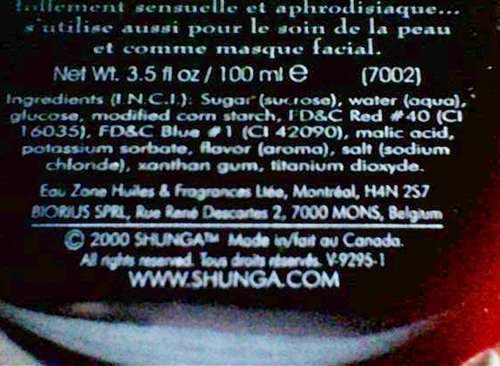 follement sensuelle et aphrodisiaque...
s'utilise aussi pour le soin de la peau
et comme masque facial.
Net Wt. 3.5 fl oz / 100 ml e (7002)
Ingredients (I.N.C.I.): Sugar (sucrose), water (aqua),
glucose, modified corn starch, FD&C Red #40 (CI
16035), FD&C Blue #1 (CI 42090), malic acid,
potassium sorbate, flavor (aroma), salt (sodium
chloride), xanthan gum, titanium dioxyde.
Eau Zone Huiles & Fragrances Ltée, Montréal, H4N 2S7
BIORIUS SPRL, Rue René Descartes 2, 7000 MONS, Belgium
© 2000 SHUNGA™ Made in/fait au Canada.
All rights reserved. Tous droits réservés. V-9295-1
WWW.SHUNGA.COM